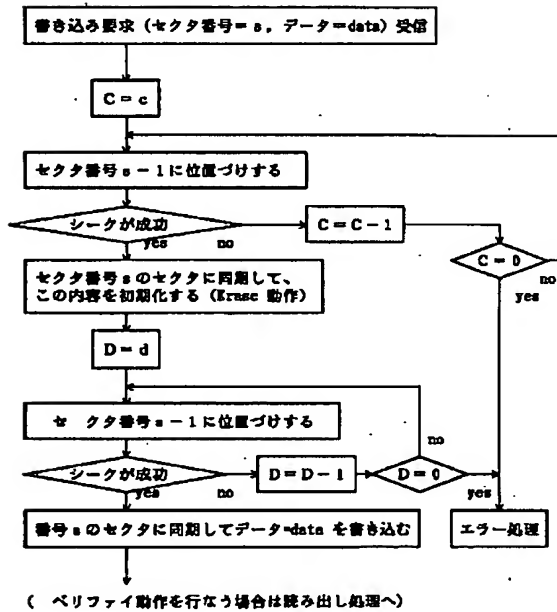 書き込み要求 (セクタ番号=s, データ=data) 受信
C = c
セクタ番号s-1に位置づけする
シークが成功
yes
no
C = C - 1
C = 0
no
yes
セクタ番号sのセクタに同期して、
この内容を初期化する (Erase 動作)
D = d
セ クタ番号s-1に位置づけする
no
シークが成功
yes
no
D = D - 1
D = 0
yes
番号sのセクタに同期してデータ=data を書き込む
エラー処理
( ベリファイ動作を行なう場合は読み出し処理へ)